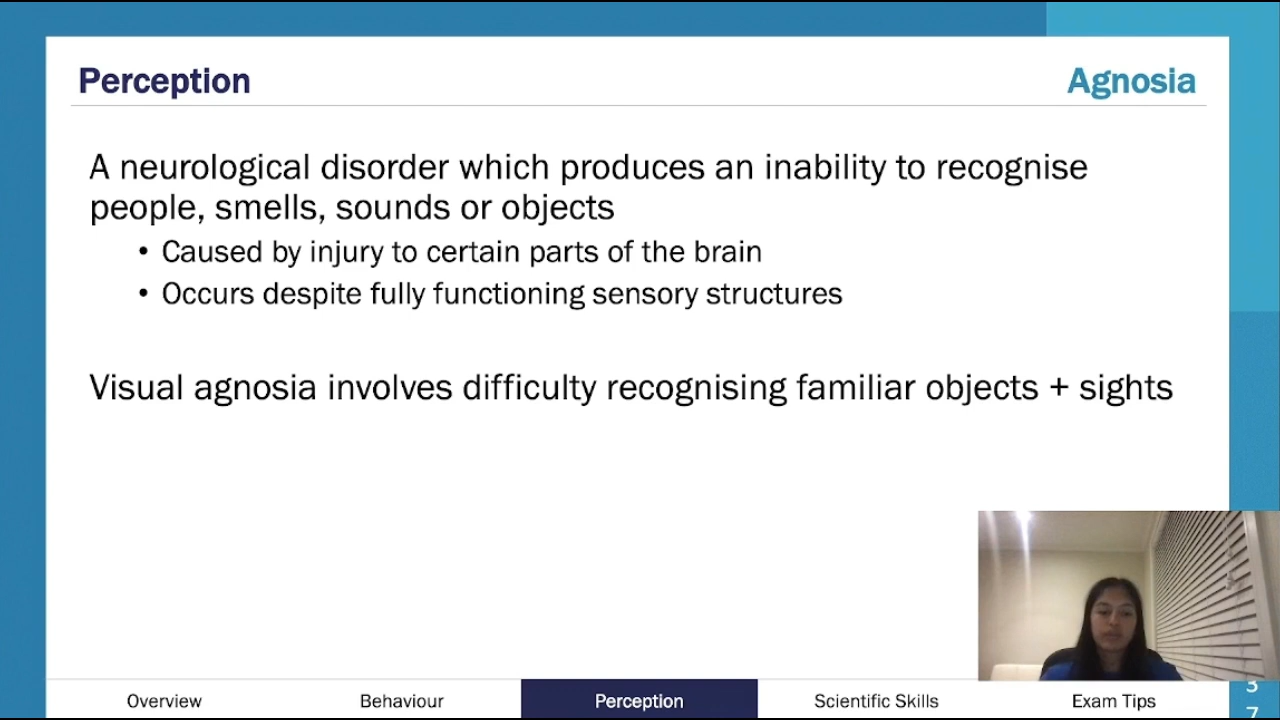 Perception
Agnosia
A neurological disorder which produces an inability to recognise
people, smells, sounds or objects
• Caused by injury to certain parts of the brain
• Occurs despite fully functioning sensory structures
Visual agnosia involves difficulty recognising familiar objects + sights
Overview
Behaviour
Perception
Scientific Skills
Exam Tips
3
7